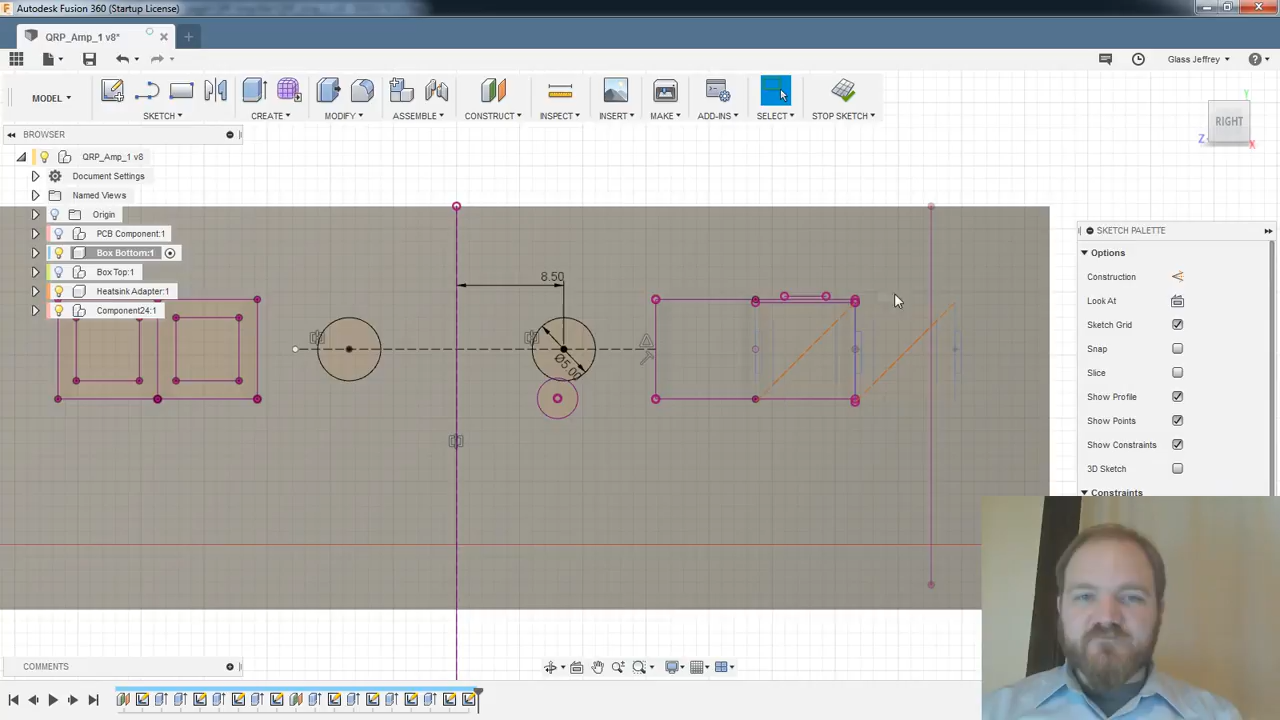 Autodesk Fusion 360 (Startup License)
QRP_Amp_1 v8*
Glass Jeffrey
MODEL
SKETCH
CREATE
MODIFY
ASSEMBLE
CONSTRUCT
INSPECT
INSERT
MAKE
ADD-INS
SELECT
STOP SKETCH
BROWSER
QRP_Amp_1 v8
Document Settings
Named Views
Origin
PCB Component:1
Box Bottom:1
Box Top:1
Heatsink Adapter:1
Component24:1
8.50
Ø5.00
RIGHT
Y
Z
X
SKETCH PALETTE
Options
Construction
Look At
Sketch Grid
Snap
Slice
Show Profile
Show Points
Show Constraints
3D Sketch
Constraints
COMMENTS